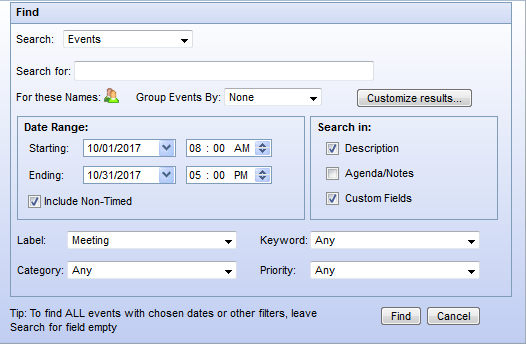 Find
Search: Events
Search for:
For these Names: Group Events By: None Customize results...
Date Range:
Starting: 10/01/2017 08 : 00 AM
Ending: 10/31/2017 05 : 00 PM
Include Non-Timed
Search in:
Description
Agenda/Notes
Custom Fields
Label: Meeting Keyword: Any
Category: Any Priority: Any
Tip: To find ALL events with chosen dates or other filters, leave
Search for field empty
Find Cancel